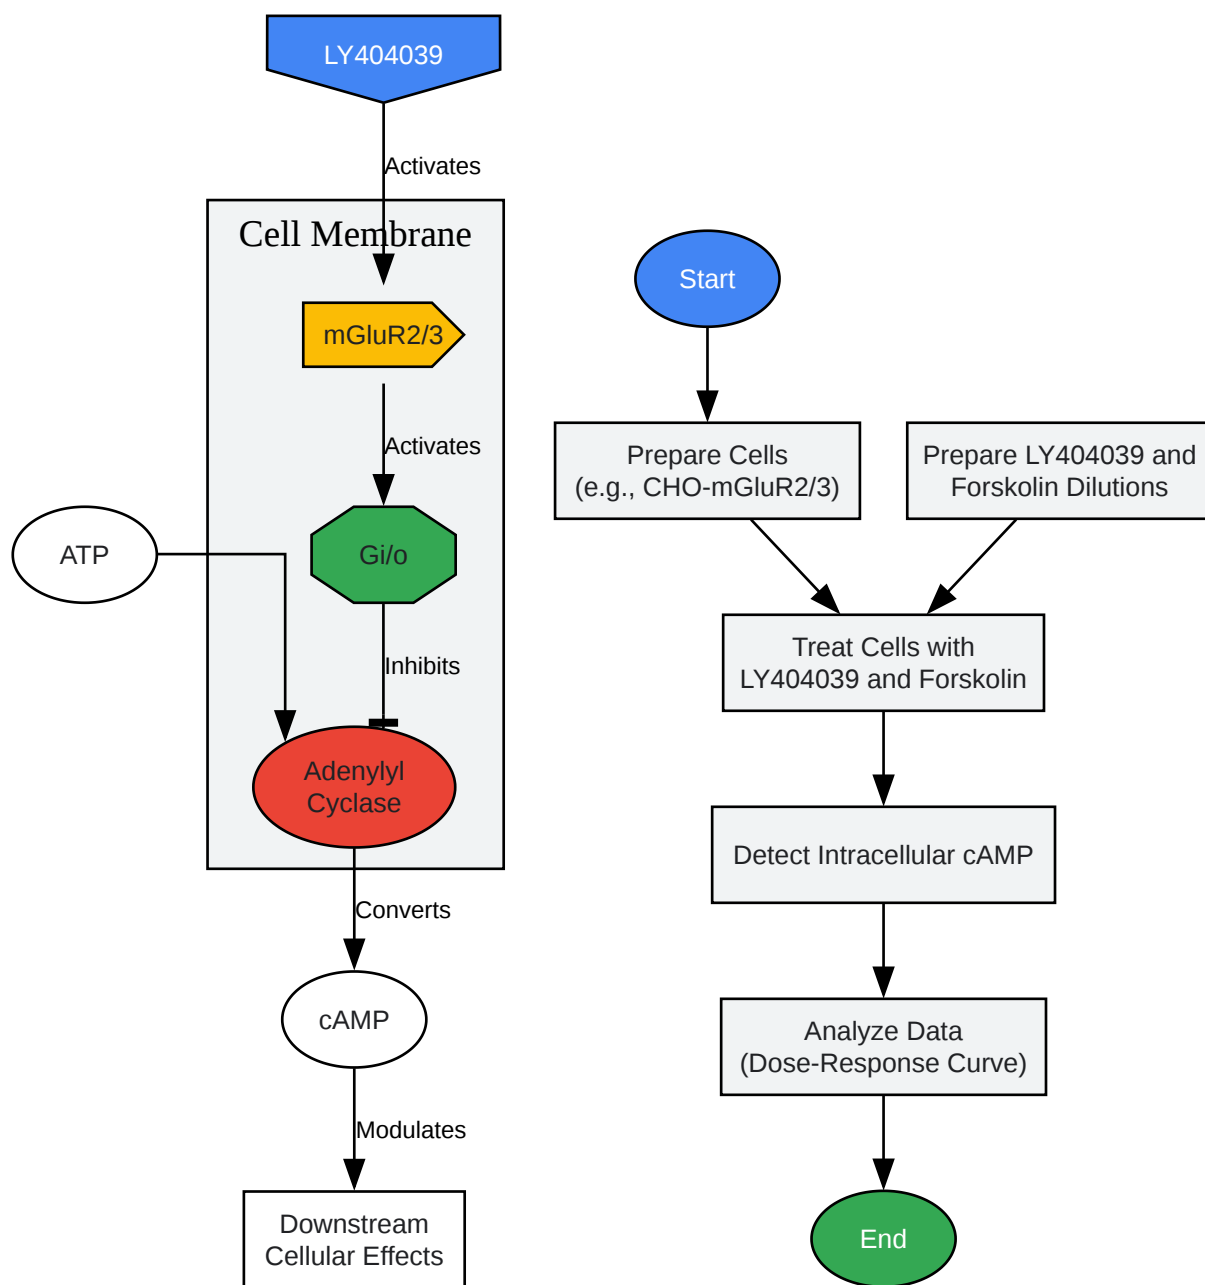 LY404039
Activates
Cell Membrane
mGluR2/3
Activates
ATP
Gi/o
Inhibits
Adenylyl
Cyclase
Converts
cAMP
Modulates
Downstream
Cellular Effects
Start
Prepare Cells
(e.g., CHO-mGluR2/3)
Prepare LY404039 and
Forskolin Dilutions
Treat Cells with
LY404039 and Forskolin
Detect Intracellular cAMP
Analyze Data
(Dose-Response Curve)
End